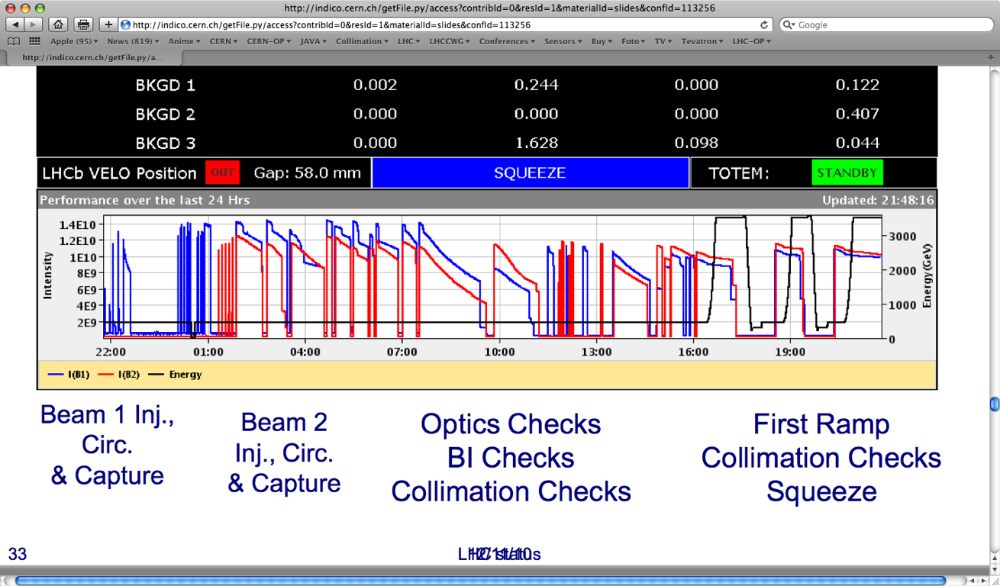 http://indico.cern.ch/getFile.py/access?contribId=0&resId=1&materialId=slides&confId=113256
http://indico.cern.ch/getFile.py/access?contribId=0&resId=1&materialId=slides&confId=113256
Google
Apple (95) News (819) Anime CERN CERN-OP JAVA Collimation LHC LHCCWG Conferences Sensors Buy Foto TV Tevatron LHC-OP
http://indico.cern.ch/getFile.py/a...
BKGD 1 0.002 0.244 0.000 0.122
BKGD 2 0.000 0.000 0.000 0.407
BKGD 3 0.000 1.628 0.098 0.044
LHCb VELO Position OUT Gap: 58.0 mm SQUEEZE TOTEM: STANDBY
Performance over the last 24 Hrs Updated: 21:48:16
Intensity
1.4E10
1.2E10
1E10
8E9
6E9
4E9
2E9
3000
2000
1000
0
Energy (GeV)
22:00 01:00 04:00 07:00 10:00 13:00 16:00 19:00
I(B1) I(B2) Energy
Beam 1 Inj.,
Circ.
& Capture
Beam 2
Inj., Circ.
& Capture
Optics Checks
BI Checks
Collimation Checks
First Ramp
Collimation Checks
Squeeze
33
LHC status